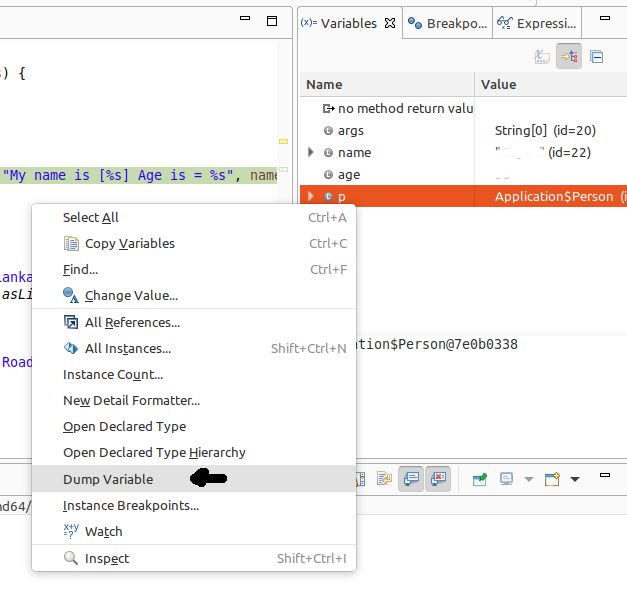 (x)= Variables
Breakpo...
Expressi...
Name
Value
) {
no method return valu
args
String[0] (id=20)
"My name is [%s] Age is = %s", name
name
" " (id=22)
age
p
Application$Person (i
Select All Ctrl+A
Copy Variables Ctrl+C
Find... Ctrl+F
Change Value...
All References...
All Instances... Shift+Ctrl+N
Instance Count...
New Detail Formatter...
Open Declared Type
Open Declared Type Hierarchy
Dump Variable
Instance Breakpoints...
x+y=? Watch
Inspect Shift+Ctrl+I
lanka
asLi
Road
ation$Person@7e0b0338
nd64/